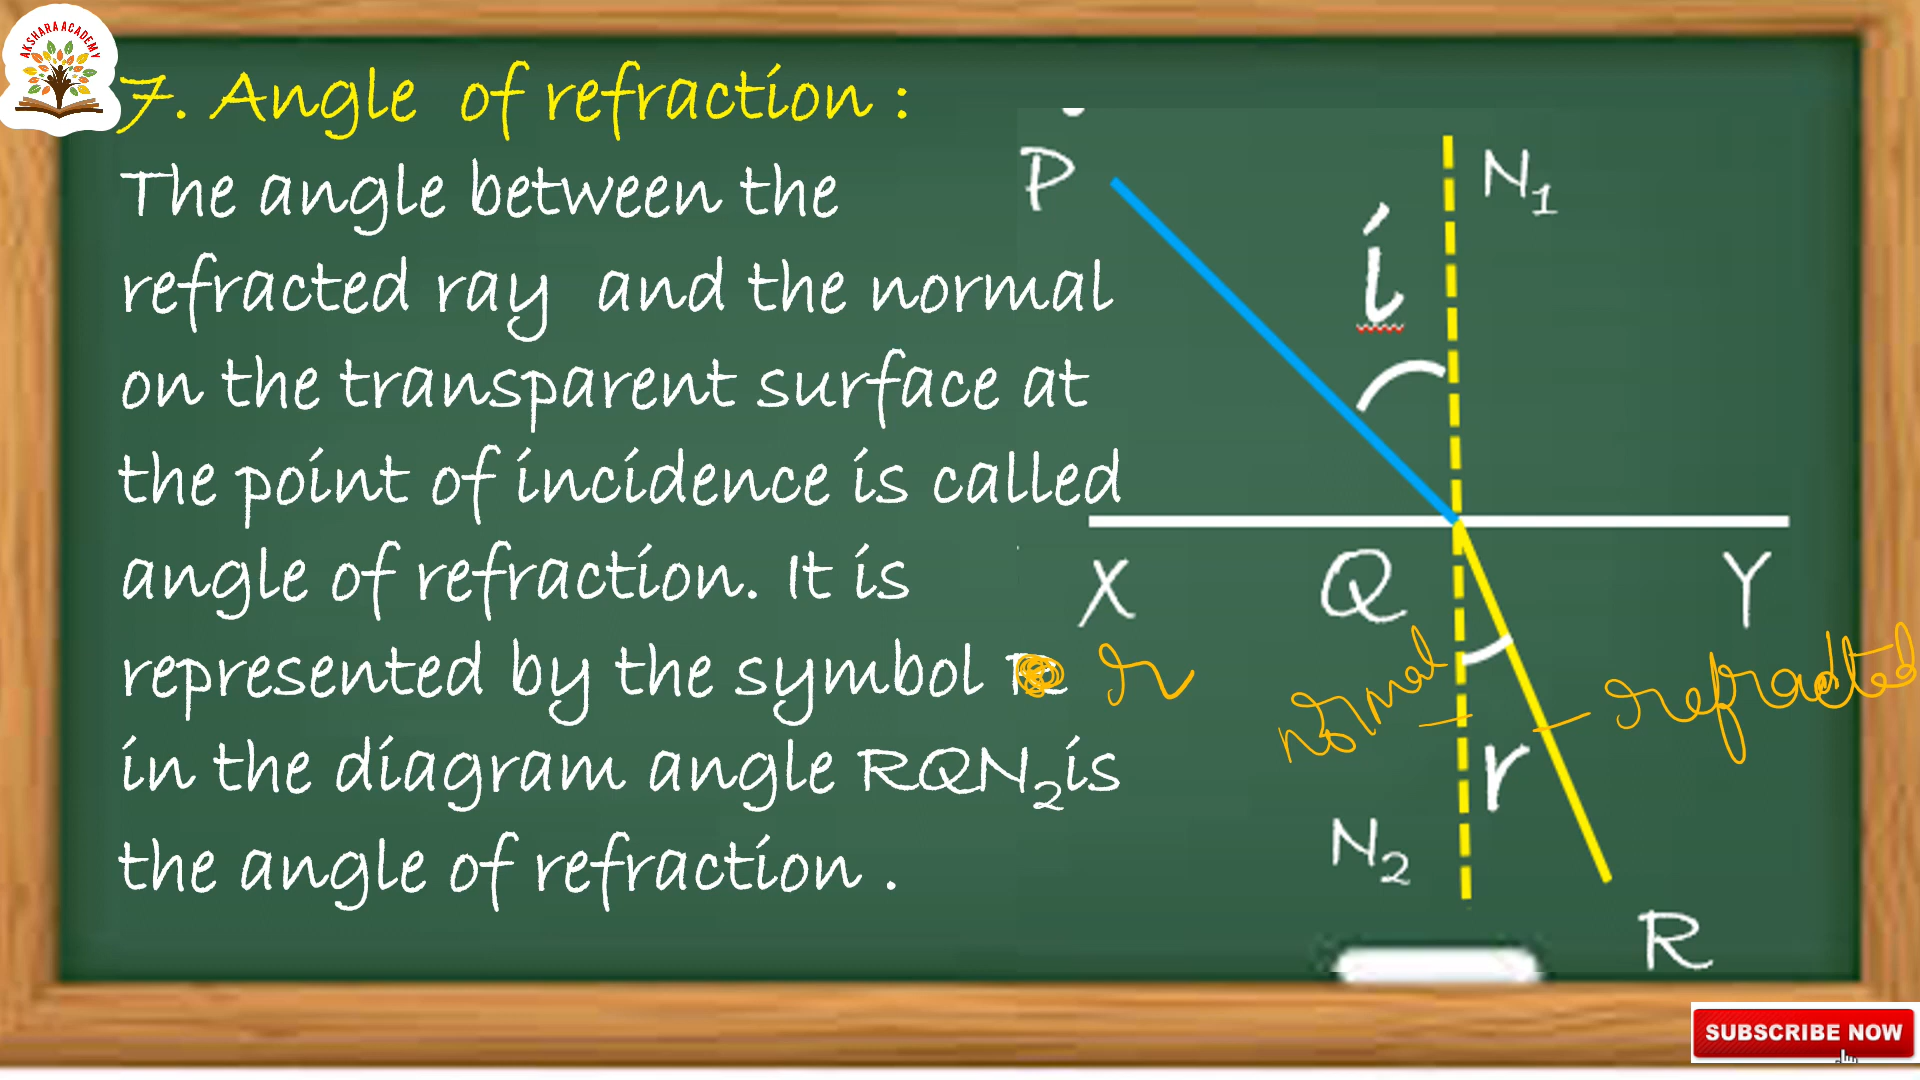 AKSHARA ACADEMY
7. Angle of refraction :
The angle between the
refracted ray and the normal
on the transparent surface at
the point of incidence is called
angle of refraction. It is
represented by the symbol r
in the diagram angle RQN₂ is
the angle of refraction .
P
N₁
i
X
Q
Y
normal
refracted
r
N₂
R
SUBSCRIBE NOW